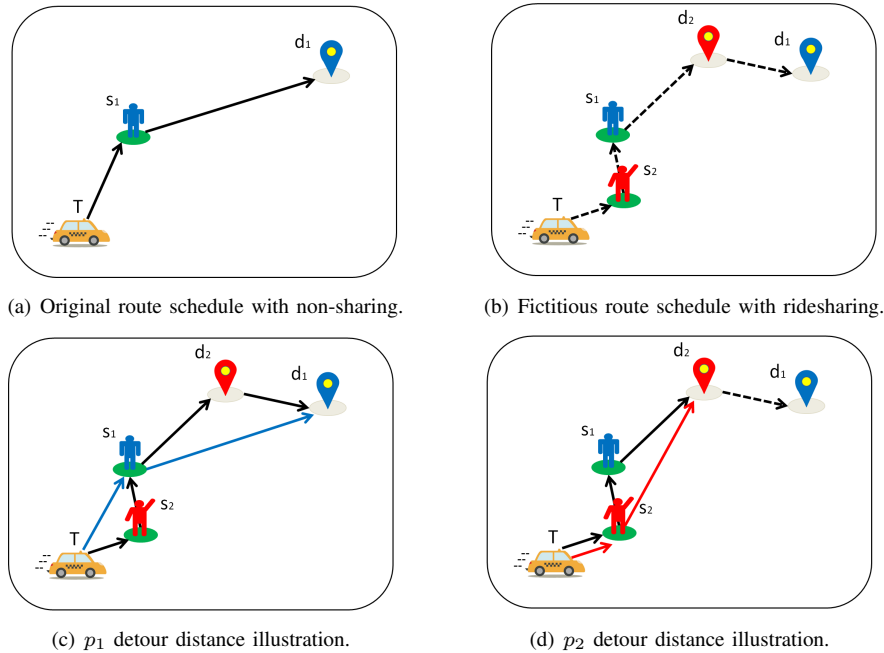 d₁
s₁
T
(a) Original route schedule with non-sharing.
d₂
d₁
s₁
s₂
T
(b) Fictitious route schedule with ridesharing.
d₂
d₁
s₁
s₂
T
(c) p₁ detour distance illustration.
d₂
d₁
s₁
s₂
T
(d) p₂ detour distance illustration.